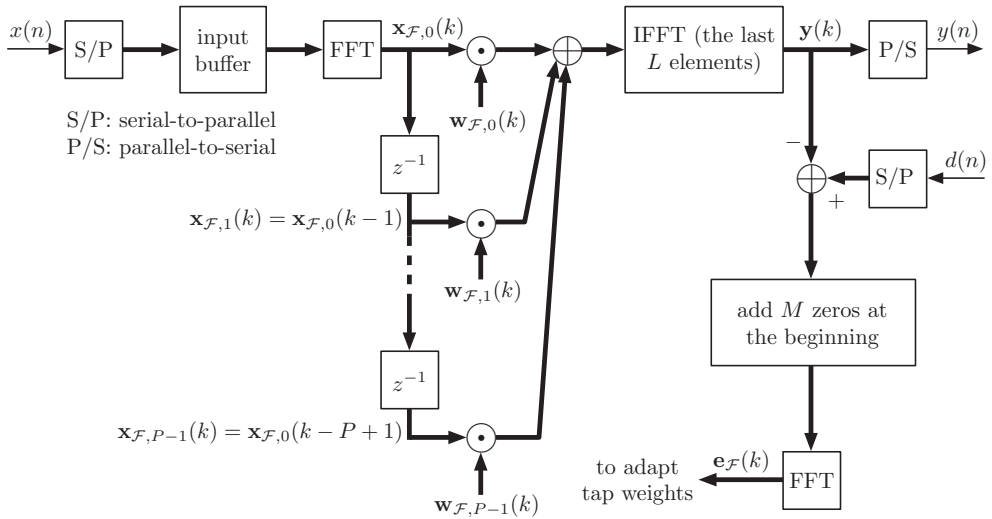 x(n)
S/P
input
buffer
FFT
𝐱_{ℱ,0}(k)
𝐰_{ℱ,0}(k)
IFFT (the last
L elements)
𝐲(k)
P/S
y(n)
S/P: serial-to-parallel
P/S: parallel-to-serial
z^{−1}
𝐱_{ℱ,1}(k) = 𝐱_{ℱ,0}(k − 1)
𝐰_{ℱ,1}(k)
−
+
S/P
d(n)
add M zeros at
the beginning
z^{−1}
𝐱_{ℱ,P−1}(k) = 𝐱_{ℱ,0}(k − P + 1)
𝐰_{ℱ,P−1}(k)
to adapt
tap weights
𝐞_ℱ(k)
FFT